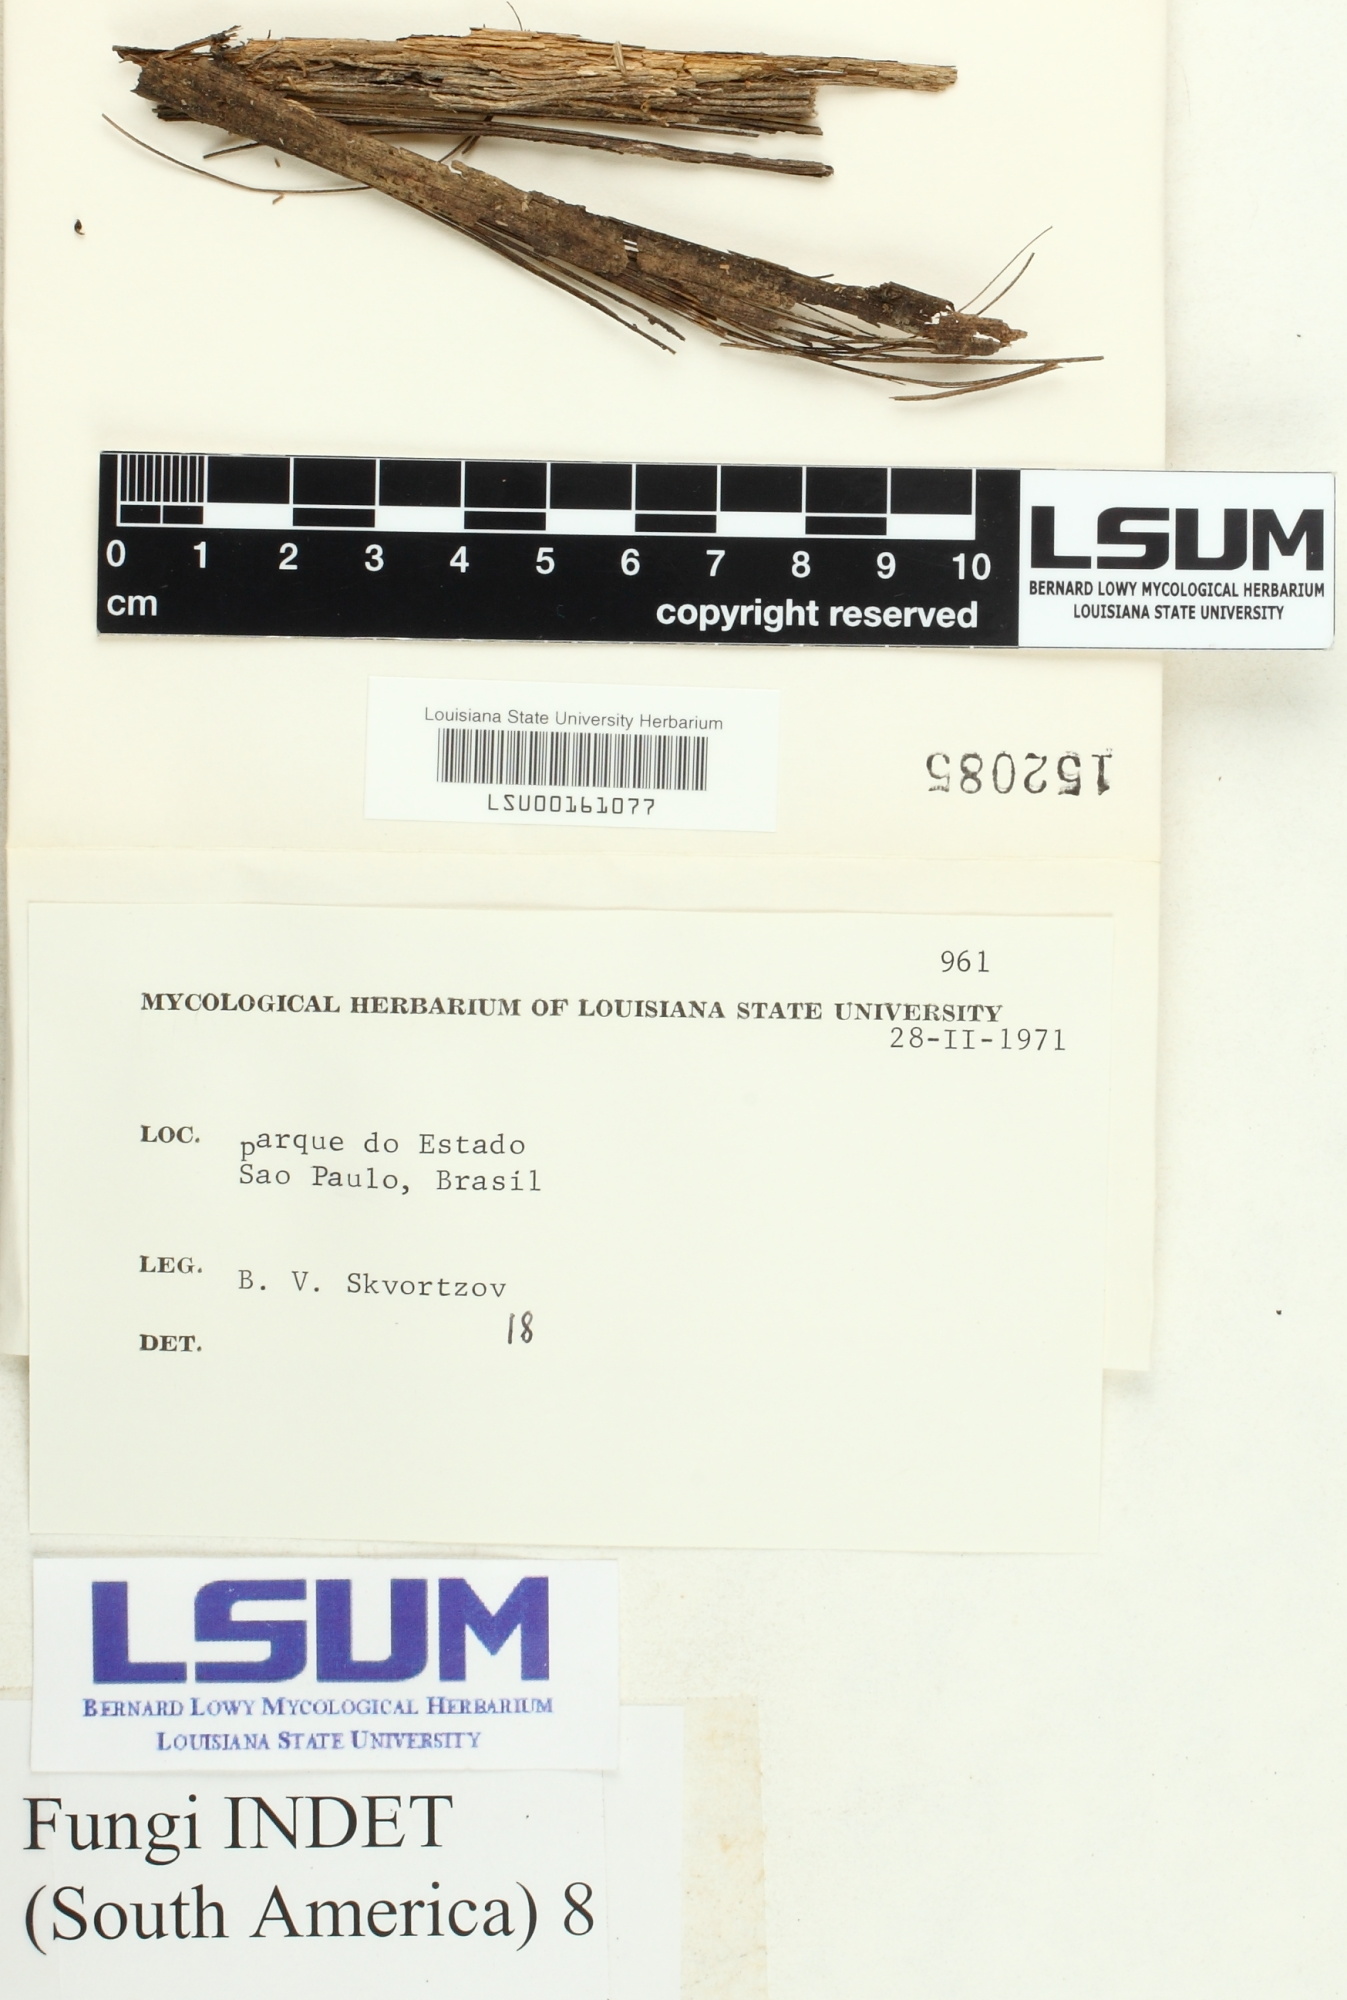 0 1 2 3 4 5 6 7 8 9 10
cm
copyright reserved
LSUM
BERNARD LOWY MYCOLOGICAL HERBARIUM
LOUISIANA STATE UNIVERSITY
Louisiana State University Herbarium
LSU00161077
152085
961
MYCOLOGICAL HERBARIUM OF LOUISIANA STATE UNIVERSITY
28-II-1971
LOC. parque do Estado
Sao Paulo, Brasil
LEG. B. V. Skvortzov
18
DET.
LSUM
BERNARD LOWY MYCOLOGICAL HERBARIUM
LOUISIANA STATE UNIVERSITY
Fungi INDET
(South America) 8